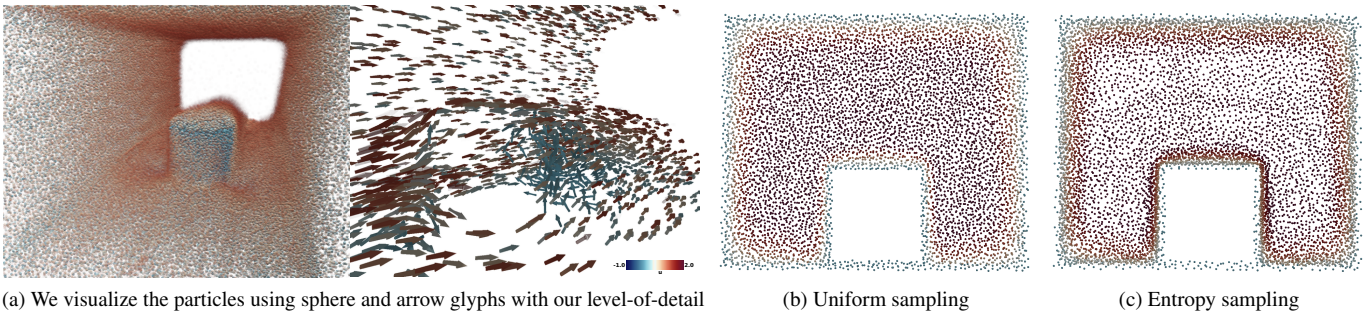 -1.0 2.0
u
(a) We visualize the particles using sphere and arrow glyphs with our level-of-detail
(b) Uniform sampling
(c) Entropy sampling